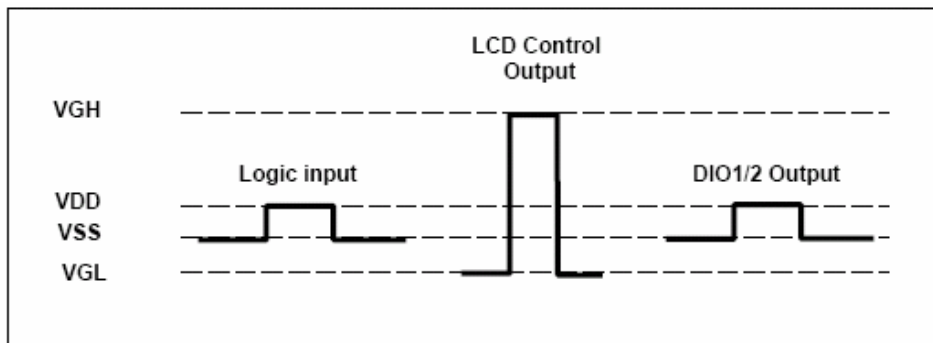 LCD Control
Output
VGH
Logic input
DIO1/2 Output
VDD
VSS
VGL